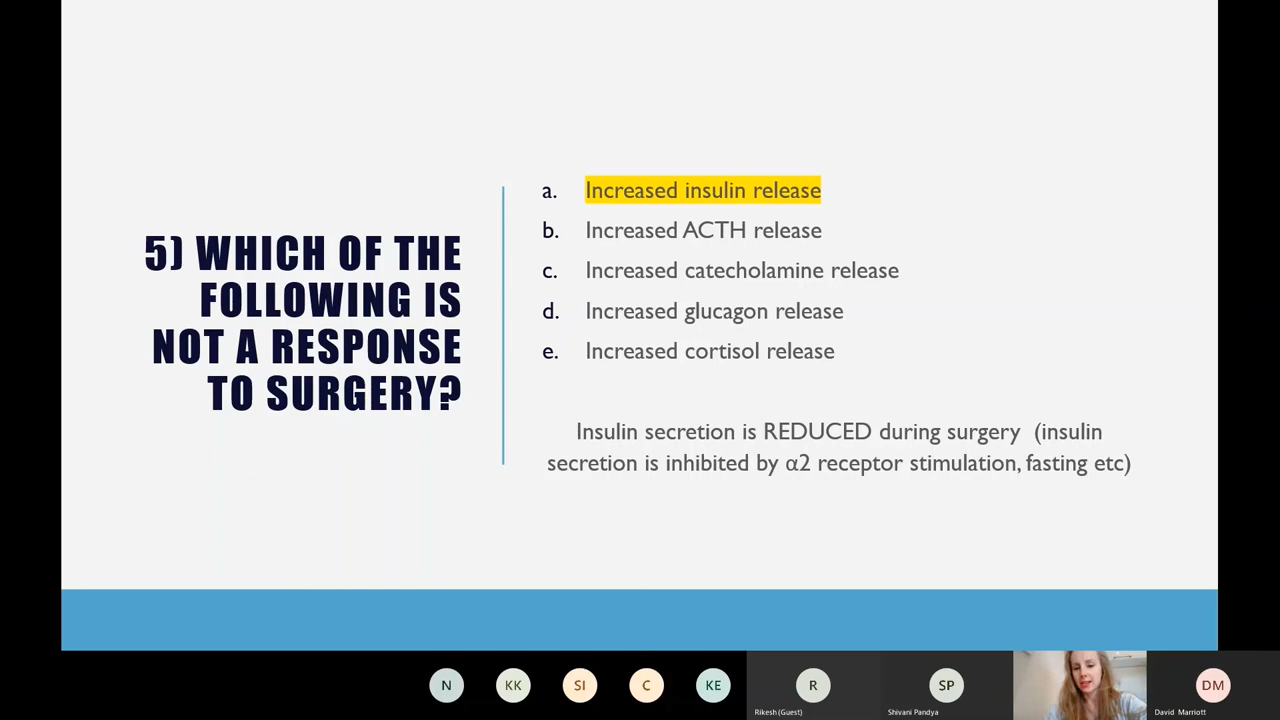 5) WHICH OF THE
FOLLOWING IS
NOT A RESPONSE
TO SURGERY?
a. Increased insulin release
b. Increased ACTH release
c. Increased catecholamine release
d. Increased glucagon release
e. Increased cortisol release
Insulin secretion is REDUCED during surgery (insulin
secretion is inhibited by α2 receptor stimulation, fasting etc)
N KK SI C KE R SP DM
Rikesh (Guest) Shivani Pandya David Marriott